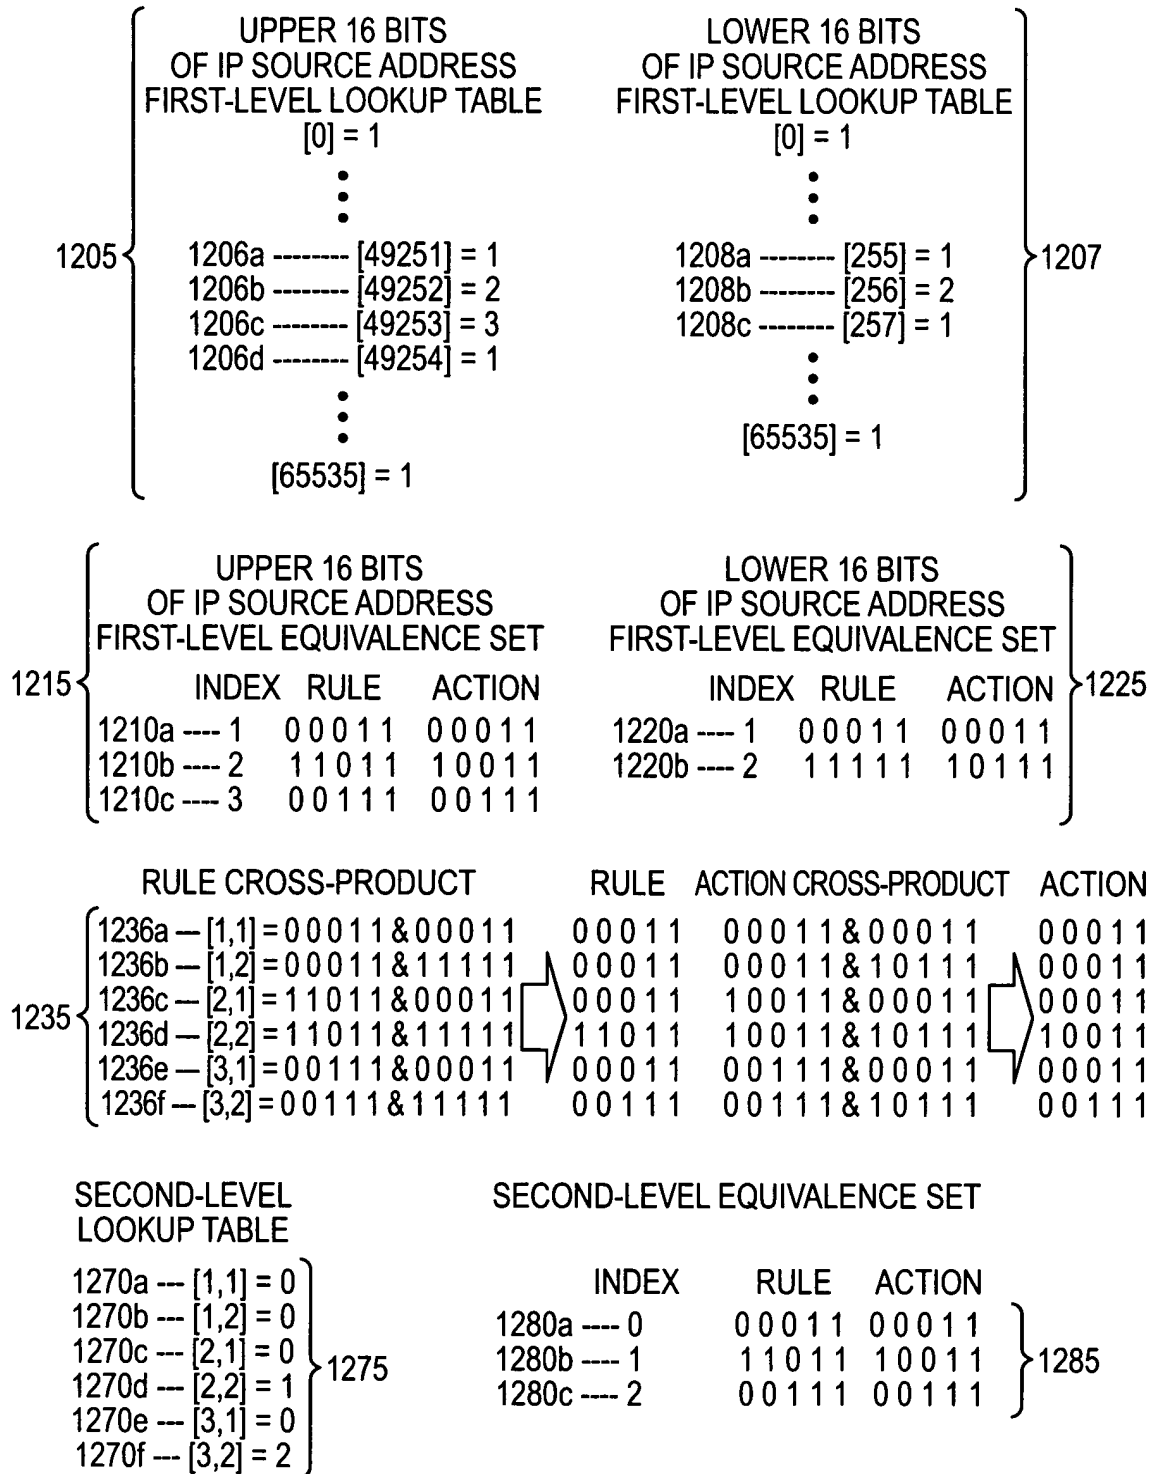 UPPER 16 BITS
OF IP SOURCE ADDRESS
FIRST-LEVEL LOOKUP TABLE
[0] = 1
1205
1206a -------- [49251] = 1
1206b -------- [49252] = 2
1206c -------- [49253] = 3
1206d -------- [49254] = 1
[65535] = 1
LOWER 16 BITS
OF IP SOURCE ADDRESS
FIRST-LEVEL LOOKUP TABLE
[0] = 1
1208a -------- [255] = 1
1208b -------- [256] = 2
1208c -------- [257] = 1
1207
[65535] = 1
UPPER 16 BITS
OF IP SOURCE ADDRESS
FIRST-LEVEL EQUIVALENCE SET
1215
INDEX RULE ACTION
1210a ---- 1 0 0 0 1 1 0 0 0 1 1
1210b ---- 2 1 1 0 1 1 1 0 0 1 1
1210c ---- 3 0 0 1 1 1 0 0 1 1 1
LOWER 16 BITS
OF IP SOURCE ADDRESS
FIRST-LEVEL EQUIVALENCE SET
INDEX RULE ACTION
1225
1220a ---- 1 0 0 0 1 1 0 0 0 1 1
1220b ---- 2 1 1 1 1 1 1 0 1 1 1
RULE CROSS-PRODUCT RULE ACTION CROSS-PRODUCT ACTION
1236a — [1,1] = 0 0 0 1 1 & 0 0 0 1 1 0 0 0 1 1 0 0 0 1 1 & 0 0 0 1 1 0 0 0 1 1
1236b — [1,2] = 0 0 0 1 1 & 1 1 1 1 1 0 0 0 1 1 0 0 0 1 1 & 1 0 1 1 1 0 0 0 1 1
1236c — [2,1] = 1 1 0 1 1 & 0 0 0 1 1 0 0 0 1 1 1 0 0 1 1 & 0 0 0 1 1 0 0 0 1 1
1235
1236d — [2,2] = 1 1 0 1 1 & 1 1 1 1 1 1 1 0 1 1 1 0 0 1 1 & 1 0 1 1 1 1 0 0 1 1
1236e — [3,1] = 0 0 1 1 1 & 0 0 0 1 1 0 0 0 1 1 0 0 1 1 1 & 0 0 0 1 1 0 0 0 1 1
1236f — [3,2] = 0 0 1 1 1 & 1 1 1 1 1 0 0 1 1 1 0 0 1 1 1 & 1 0 1 1 1 0 0 1 1 1
SECOND-LEVEL
LOOKUP TABLE
1270a --- [1,1] = 0
1270b --- [1,2] = 0
1270c --- [2,1] = 0
1270d --- [2,2] = 1
1270e --- [3,1] = 0
1270f --- [3,2] = 2
1275
SECOND-LEVEL EQUIVALENCE SET
INDEX RULE ACTION
1280a ---- 0 0 0 0 1 1 0 0 0 1 1
1280b ---- 1 1 1 0 1 1 1 0 0 1 1
1280c ---- 2 0 0 1 1 1 0 0 1 1 1
1285